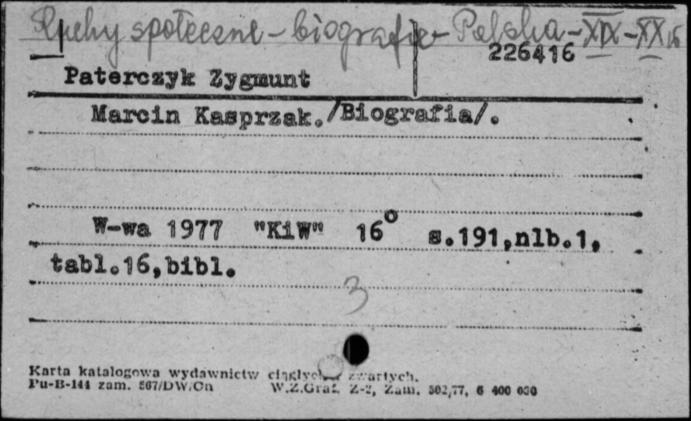 Ruchy społeczne - biografie - Polska - XIX - XX w
226416
Paterczyk Zygmunt
Marcin Kasprzak./Biografia/.
W-wa 1977 "KiW" 16° s.191,nlb.1,
tabl.16,bibl.
3
Karta katalogowa wydawnictw ciągłych zwartych.
Pu-B-144 zam. 567/DW/Cn W.Z.Graf. Z-2, Zam. 502,77, 6 400 000